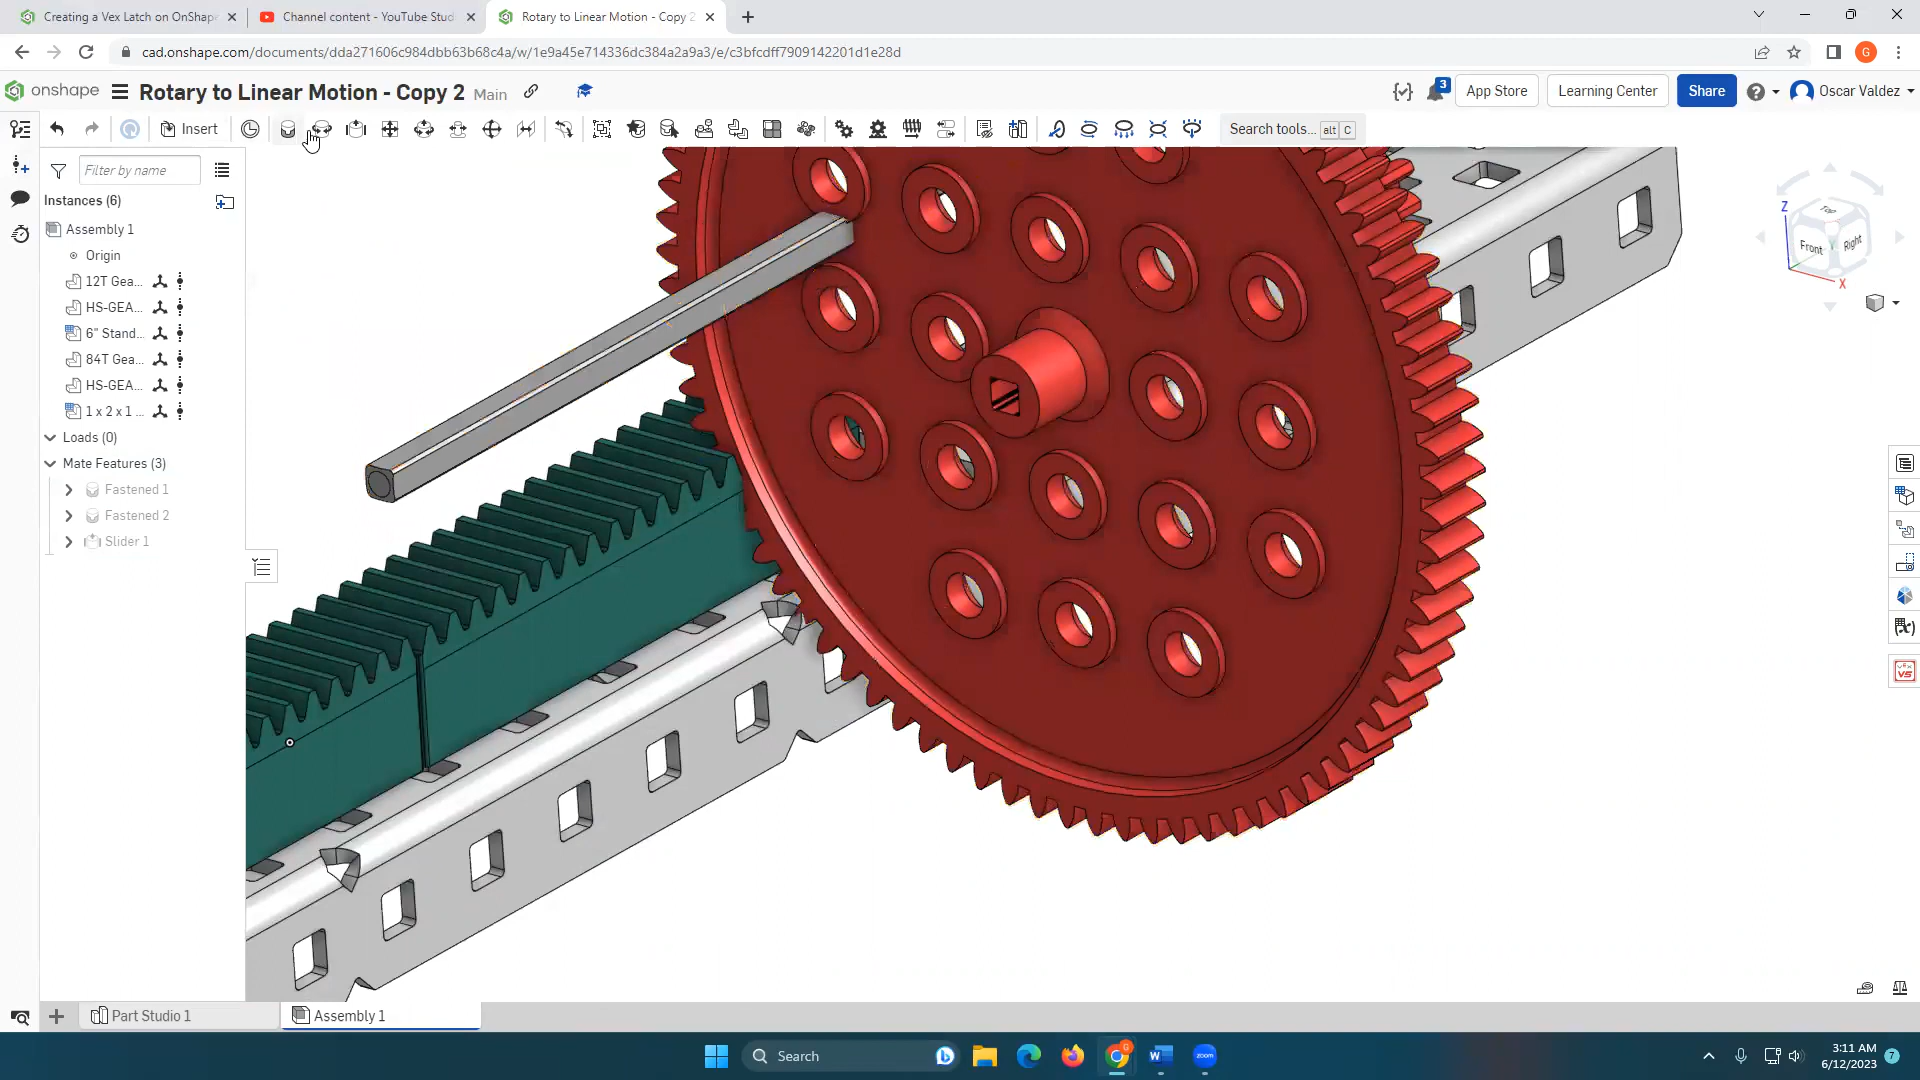 Creating a Vex Latch on OnShap
Channel content - YouTube Stud
Rotary to Linear Motion - Copy 2
cad.onshape.com/documents/dda271606c984dbb63b68c4a/w/1e9a45e714336dc384a2a9a3/e/c3bfcdff7909142201d1e28d
G
onshape
Rotary to Linear Motion - Copy 2
Main
3
App Store
Learning Center
Share
Oscar Valdez
Insert
Search tools... alt C
Filter by name
Instances (6)
Assembly 1
Origin
12T Gea...
HS-GEA...
6" Stand...
84T Gea...
HS-GEA...
1 x 2 x 1 ...
Loads (0)
Mate Features (3)
Fastened 1
Fastened 2
Slider 1
Z
Top
Front
Right
X
Part Studio 1
Assembly 1
Search
zoom
3:11 AM
6/12/2023
7